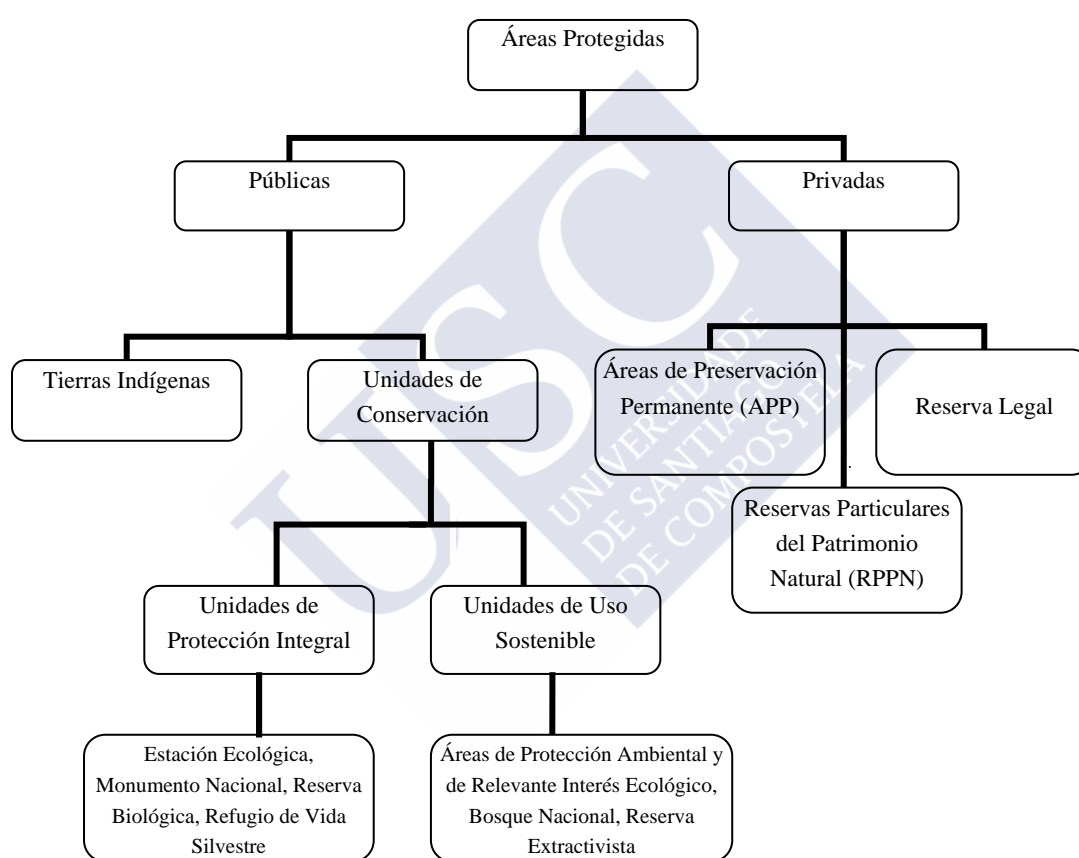 Áreas Protegidas
Públicas
Privadas
Tierras Indígenas
Unidades de
Conservación
Áreas de Preservación
Permanente (APP)
Reserva Legal
Reservas Particulares
del Patrimonio
Natural (RPPN)
Unidades de
Protección Integral
Unidades de Uso
Sostenible
Estación Ecológica,
Monumento Nacional, Reserva
Biológica, Refugio de Vida
Silvestre
Áreas de Protección Ambiental y
de Relevante Interés Ecológico,
Bosque Nacional, Reserva
Extractivista
USC
UNIVERSIDADE
DE SANTIAGO
DE COMPOSTELA